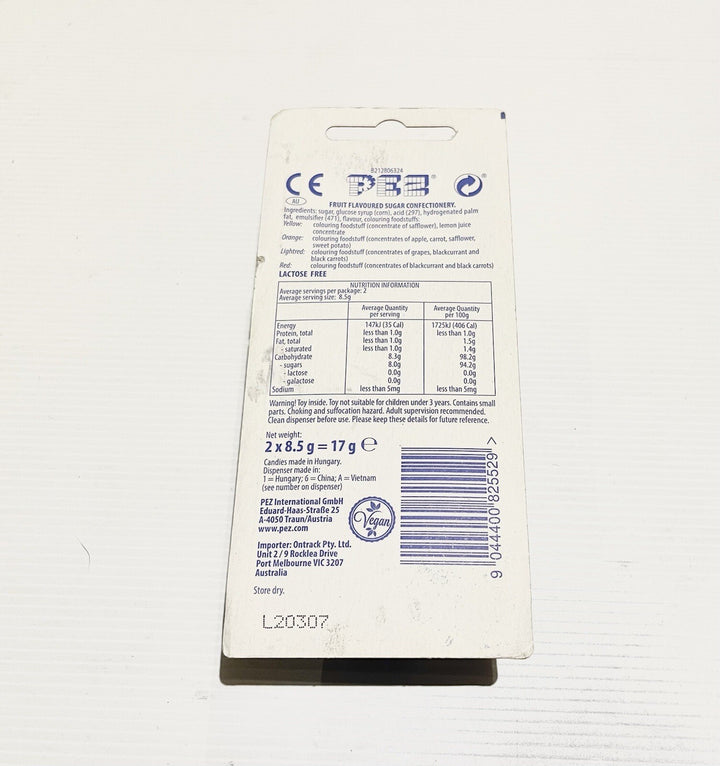 B212806324
CE PEZ®
AU
FRUIT FLAVOURED SUGAR CONFECTIONERY.
Ingredients: sugar, glucose syrup (corn), acid (297), hydrogenated palm
fat, emulsifier (471), flavour, colouring foodstuffs:
Yellow: colouring foodstuff (concentrate of safflower), lemon juice
concentrate
Orange: colouring foodstuff (concentrates of apple, carrot, safflower,
sweet potato)
Lightred: colouring foodstuff (concentrates of grapes, blackcurrant and
black carrots)
Red: colouring foodstuff (concentrates of blackcurrant and black carrots)
LACTOSE FREE
NUTRITION INFORMATION
Average servings per package: 2
Average serving size: 8.5g
Average Quantity per serving Average Quantity per 100g
Energy 147kJ (35 Cal) 1725kJ (406 Cal)
Protein, total less than 1.0g less than 1.0g
Fat, total less than 1.0g 1.5g
- saturated less than 1.0g 1.4g
Carbohydrate 8.3g 98.2g
- sugars 8.0g 94.2g
- lactose 0.0g 0.0g
- galactose 0.0g 0.0g
Sodium less than 5mg less than 5mg
Warning! Toy inside. Toy not suitable for children under 3 years. Contains small
parts. Choking and suffocation hazard. Adult supervision recommended.
Clean dispenser before use. Please keep these details for future reference.
Net weight:
2 x 8.5 g = 17 g ℮
Candies made in Hungary.
Dispenser made in:
1 = Hungary; 6 = China; A = Vietnam
(see number on dispenser)
PEZ International GmbH
Eduard-Haas-Straße 25
A-4050 Traun/Austria
www.pez.com
Vegan
Importer: Ontrack Pty. Ltd.
Unit 2 / 9 Rocklea Drive
Port Melbourne VIC 3207
Australia
9 044400 825529 >
Store dry.
L20307